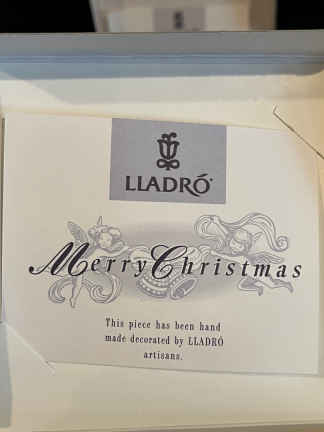 LLADRÓ
Merry Christmas
This piece has been hand
made decorated by LLADRÓ
artisans.